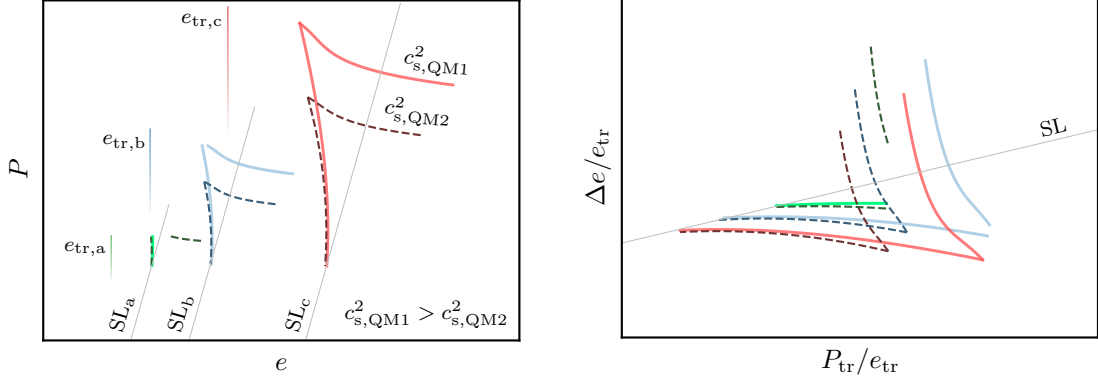 e_tr,c
c²_s,QM1
c²_s,QM2
e_tr,b
e_tr,a
P
SL_a
SL_b
SL_c
c²_s,QM1 > c²_s,QM2
e
SL
Δe/e_tr
P_tr/e_tr